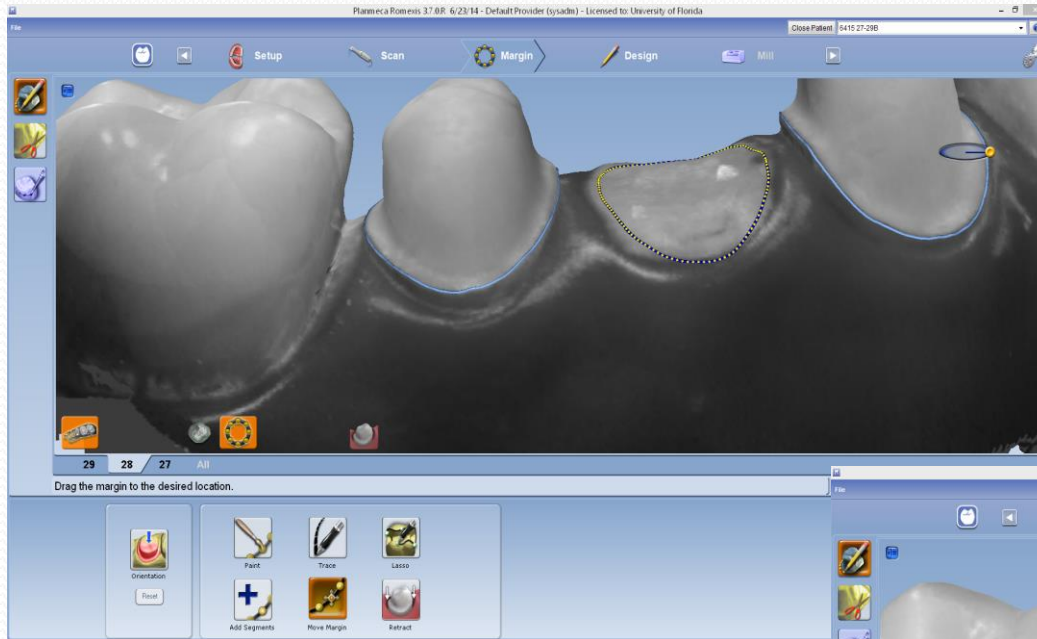 Planmeca Romexis 3.7.0.R 6/23/14 - Default Provider (sysadm) - Licensed to: University of Florida
File
Close Patient 6415 27-29B
Setup Scan Margin Design Mill
29 28 27 All
Drag the margin to the desired location.
File
Orientation Paint Trace Lasso
Reset
Add Segments Move Margin Retract